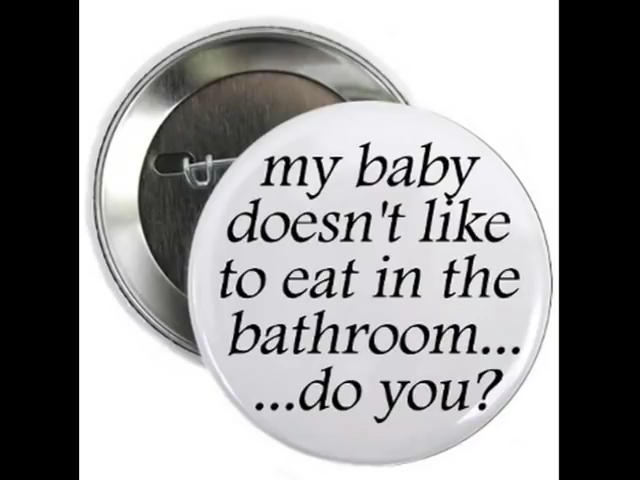 my baby
doesn't like
to eat in the
bathroom...
...do you?